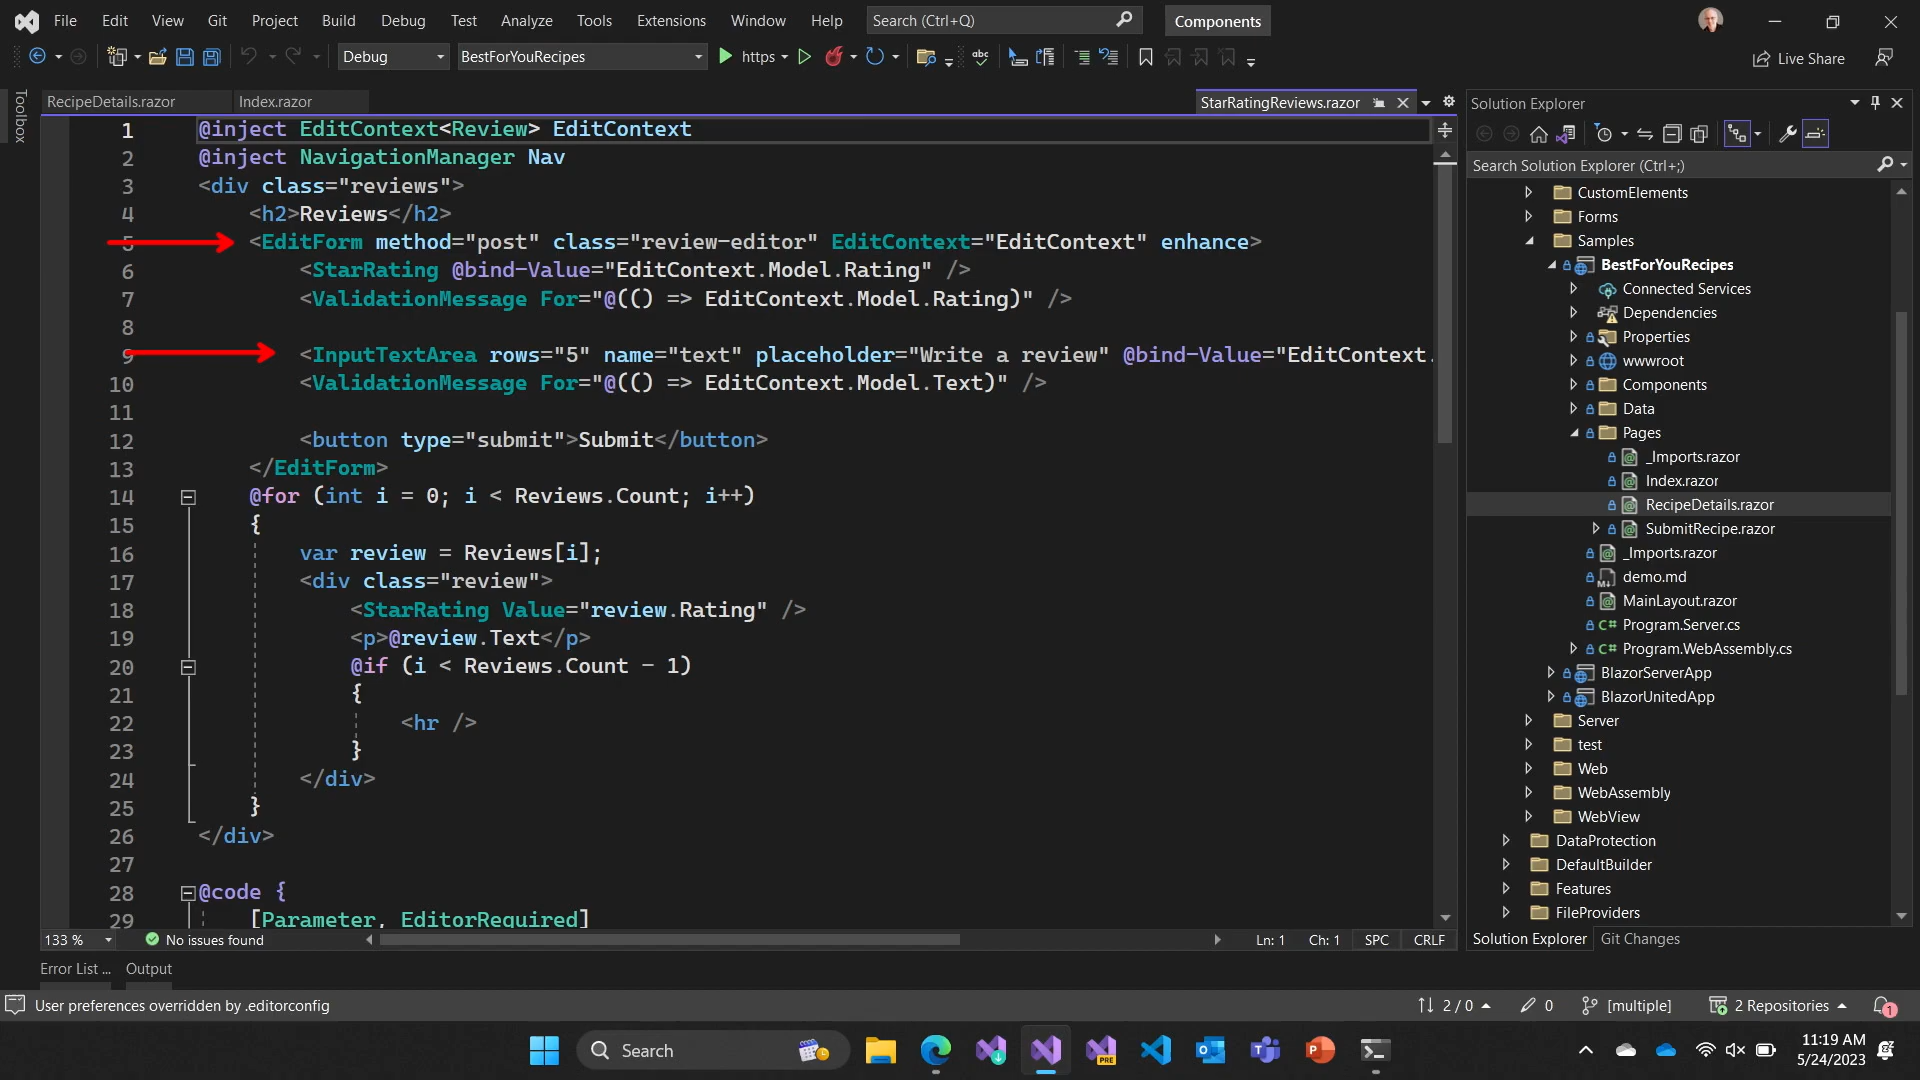 File Edit View Git Project Build Debug Test Analyze Tools Extensions Window Help Search (Ctrl+Q) Components
Debug BestForYouRecipes https abc Live Share
Toolbox
RecipeDetails.razor Index.razor StarRatingReviews.razor
1 @inject EditContext<Review> EditContext
2 @inject NavigationManager Nav
3 <div class="reviews">
4 <h2>Reviews</h2>
5 <EditForm method="post" class="review-editor" EditContext="EditContext" enhance>
6 <StarRating @bind-Value="EditContext.Model.Rating" />
7 <ValidationMessage For="@(() => EditContext.Model.Rating)" />
8
9 <InputTextArea rows="5" name="text" placeholder="Write a review" @bind-Value="EditContext.
10 <ValidationMessage For="@(() => EditContext.Model.Text)" />
11
12 <button type="submit">Submit</button>
13 </EditForm>
14 @for (int i = 0; i < Reviews.Count; i++)
15 {
16 var review = Reviews[i];
17 <div class="review">
18 <StarRating Value="review.Rating" />
19 <p>@review.Text</p>
20 @if (i < Reviews.Count - 1)
21 {
22 <hr />
23 }
24 </div>
25 }
26 </div>
27
28 @code {
29 [Parameter, EditorRequired]
133 % No issues found Ln: 1 Ch: 1 SPC CRLF
Error List ... Output
Solution Explorer
Search Solution Explorer (Ctrl+;)
CustomElements
Forms
Samples
BestForYouRecipes
Connected Services
Dependencies
Properties
wwwroot
Components
Data
Pages
_Imports.razor
Index.razor
RecipeDetails.razor
SubmitRecipe.razor
_Imports.razor
demo.md
MainLayout.razor
C# Program.Server.cs
C# Program.WebAssembly.cs
BlazorServerApp
BlazorUnitedApp
Server
test
Web
WebAssembly
WebView
DataProtection
DefaultBuilder
Features
FileProviders
Solution Explorer Git Changes
User preferences overridden by .editorconfig 2 / 0 0 [multiple] 2 Repositories 1
Search PRE 11:19 AM
5/24/2023